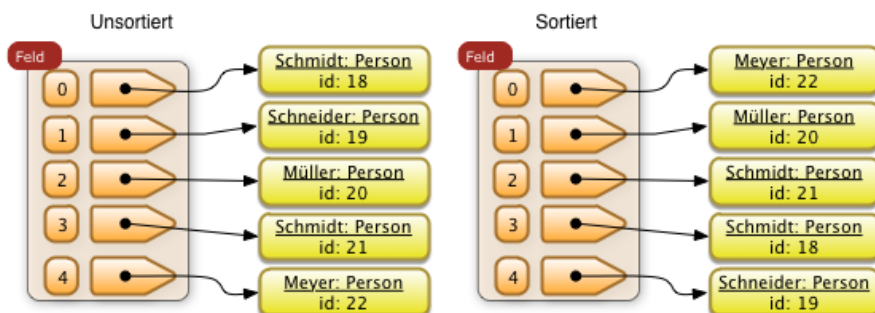 Unsortiert
Feld
0
Schmidt: Person
id: 18
1
Schneider: Person
id: 19
2
Müller: Person
id: 20
3
Schmidt: Person
id: 21
4
Meyer: Person
id: 22
Sortiert
Feld
0
Meyer: Person
id: 22
1
Müller: Person
id: 20
2
Schmidt: Person
id: 21
3
Schmidt: Person
id: 18
4
Schneider: Person
id: 19